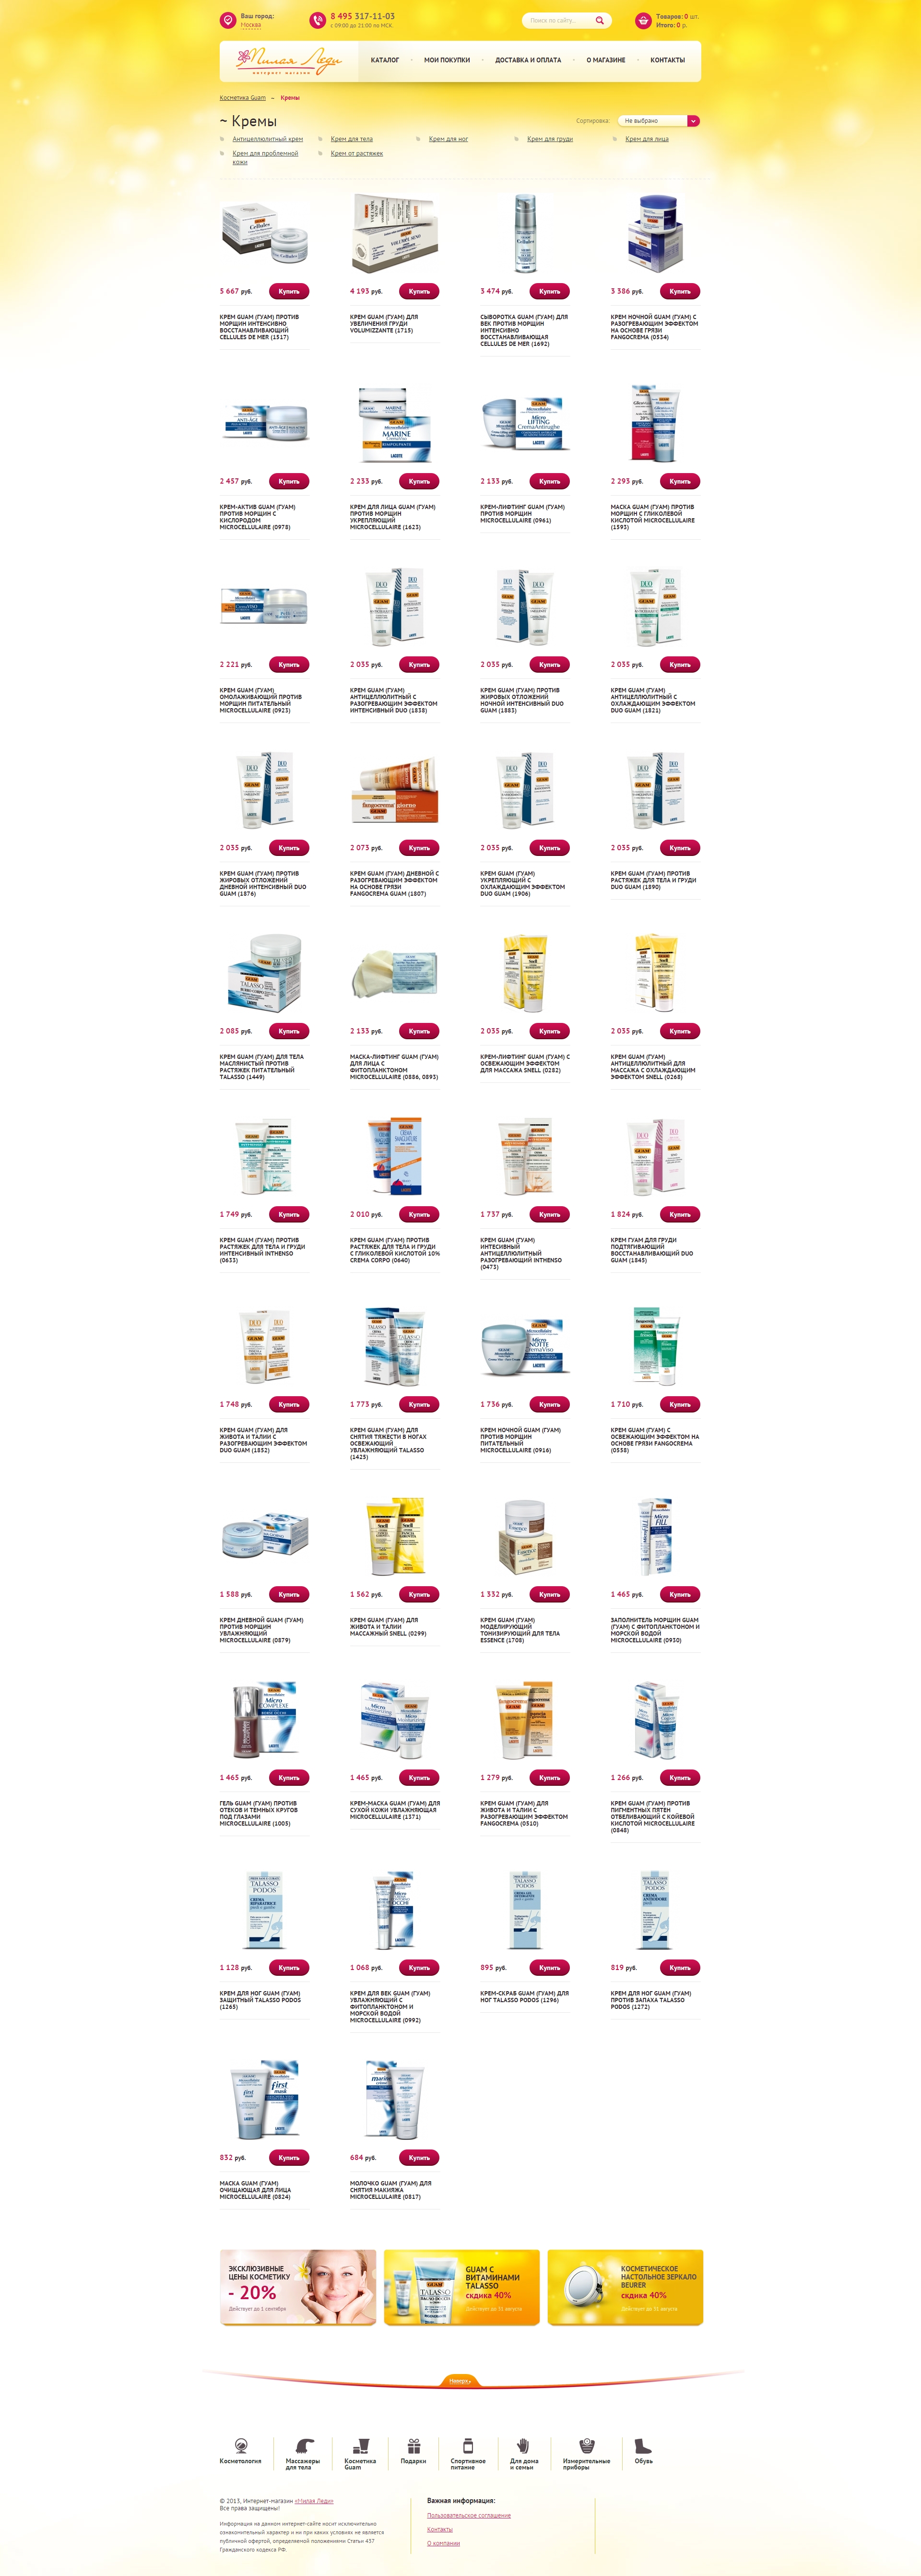 Ваш город:
Москва
8 495 317-11-03
с 09:00 до 21:00 по МСК.
Поиск по сайту...
Товаров: 0 шт.
Итого: 0 р.
Милая Леди
интернет магазин
КАТАЛОГ
МОИ ПОКУПКИ
ДОСТАВКА И ОПЛАТА
О МАГАЗИНЕ
КОНТАКТЫ
Косметика Guam – Кремы
~ Кремы
Сортировка: Не выбрано
Антицеллюлитный крем
Крем для тела
Крем для ног
Крем для груди
Крем для лица
Крем для проблемной
кожи
Крем от растяжек
5 667 руб. Купить
4 193 руб. Купить
3 474 руб. Купить
3 386 руб. Купить
КРЕМ GUAM (ГУАМ) ПРОТИВ
МОРЩИН ИНТЕНСИВНО
ВОССТАНАВЛИВАЮЩИЙ
CELLULES DE MER (1517)
КРЕМ GUAM (ГУАМ) ДЛЯ
УВЕЛИЧЕНИЯ ГРУДИ
VOLUMIZZANTE (1715)
СЫВОРОТКА GUAM (ГУАМ) ДЛЯ
ВЕК ПРОТИВ МОРЩИН
ИНТЕНСИВНО
ВОССТАНАВЛИВАЮЩАЯ
CELLULES DE MER (1692)
КРЕМ НОЧНОЙ GUAM (ГУАМ) С
РАЗОГРЕВАЮЩИМ ЭФФЕКТОМ
НА ОСНОВЕ ГРЯЗИ
FANGOCREMA (0534)
2 457 руб. Купить
2 233 руб. Купить
2 133 руб. Купить
2 293 руб. Купить
КРЕМ-АКТИВ GUAM (ГУАМ)
ПРОТИВ МОРЩИН С
КИСЛОРОДОМ
MICROCELLULAIRE (0978)
КРЕМ ДЛЯ ЛИЦА GUAM (ГУАМ)
ПРОТИВ МОРЩИН
УКРЕПЛЯЮЩИЙ
MICROCELLULAIRE (1623)
КРЕМ-ЛИФТИНГ GUAM (ГУАМ)
ПРОТИВ МОРЩИН
MICROCELLULAIRE (0961)
МАСКА GUAM (ГУАМ) ПРОТИВ
МОРЩИН С ГЛИКОЛЕВОЙ
КИСЛОТОЙ MICROCELLULAIRE
(1593)
2 221 руб. Купить
2 035 руб. Купить
2 035 руб. Купить
2 035 руб. Купить
КРЕМ GUAM (ГУАМ)
ОМОЛАЖИВАЮЩИЙ ПРОТИВ
МОРЩИН ПИТАТЕЛЬНЫЙ
MICROCELLULAIRE (0923)
КРЕМ GUAM (ГУАМ)
АНТИЦЕЛЛЮЛИТНЫЙ С
РАЗОГРЕВАЮЩИМ ЭФФЕКТОМ
ИНТЕНСИВНЫЙ DUO (1838)
КРЕМ GUAM (ГУАМ) ПРОТИВ
ЖИРОВЫХ ОТЛОЖЕНИЙ
НОЧНОЙ ИНТЕНСИВНЫЙ DUO
GUAM (1883)
КРЕМ GUAM (ГУАМ)
АНТИЦЕЛЛЮЛИТНЫЙ С
ОХЛАЖДАЮЩИМ ЭФФЕКТОМ
DUO GUAM (1821)
2 035 руб. Купить
2 073 руб. Купить
2 035 руб. Купить
2 035 руб. Купить
КРЕМ GUAM (ГУАМ) ПРОТИВ
ЖИРОВЫХ ОТЛОЖЕНИЙ
ДНЕВНОЙ ИНТЕНСИВНЫЙ DUO
GUAM (1876)
КРЕМ GUAM (ГУАМ) ДНЕВНОЙ С
РАЗОГРЕВАЮЩИМ ЭФФЕКТОМ
НА ОСНОВЕ ГРЯЗИ
FANGOCREMA GUAM (1807)
КРЕМ GUAM (ГУАМ)
УКРЕПЛЯЮЩИЙ С
ОХЛАЖДАЮЩИМ ЭФФЕКТОМ
DUO GUAM (1906)
КРЕМ GUAM (ГУАМ) ПРОТИВ
РАСТЯЖЕК ДЛЯ ТЕЛА И ГРУДИ
DUO GUAM (1890)
2 085 руб. Купить
2 133 руб. Купить
2 035 руб. Купить
2 035 руб. Купить
КРЕМ GUAM (ГУАМ) ДЛЯ ТЕЛА
МАСЛЯНИСТЫЙ ПРОТИВ
РАСТЯЖЕК ПИТАТЕЛЬНЫЙ
TALASSO (1449)
МАСКА-ЛИФТИНГ GUAM (ГУАМ)
ДЛЯ ЛИЦА С
ФИТОПЛАНКТОНОМ
MICROCELLULAIRE (0886, 0893)
КРЕМ-ЛИФТИНГ GUAM (ГУАМ) С
ОСВЕЖАЮЩИМ ЭФФЕКТОМ
ДЛЯ МАССАЖА SNELL (0282)
КРЕМ GUAM (ГУАМ)
АНТИЦЕЛЛЮЛИТНЫЙ ДЛЯ
МАССАЖА С ОХЛАЖДАЮЩИМ
ЭФФЕКТОМ SNELL (0268)
1 749 руб. Купить
2 010 руб. Купить
1 737 руб. Купить
1 824 руб. Купить
КРЕМ GUAM (ГУАМ) ПРОТИВ
РАСТЯЖЕК ДЛЯ ТЕЛА И ГРУДИ
ИНТЕНСИВНЫЙ INTHENSO
(0633)
КРЕМ GUAM (ГУАМ) ПРОТИВ
РАСТЯЖЕК ДЛЯ ТЕЛА И ГРУДИ
С ГЛИКОЛЕВОЙ КИСЛОТОЙ 10%
CREMA CORPO (0640)
КРЕМ GUAM (ГУАМ)
ИНТЕСИВНЫЙ
АНТИЦЕЛЛЮЛИТНЫЙ
РАЗОГРЕВАЮЩИЙ INTHENSO
(0473)
КРЕМ ГУАМ ДЛЯ ГРУДИ
ПОДТЯГИВАЮЩИЙ
ВОССТАНАВЛИВАЮЩИЙ DUO
GUAM (1845)
1 748 руб. Купить
1 773 руб. Купить
1 736 руб. Купить
1 710 руб. Купить
КРЕМ GUAM (ГУАМ) ДЛЯ
ЖИВОТА И ТАЛИИ С
РАЗОГРЕВАЮЩИМ ЭФФЕКТОМ
DUO GUAM (1852)
КРЕМ GUAM (ГУАМ) ДЛЯ
СНЯТИЯ ТЯЖЕСТИ В НОГАХ
ОСВЕЖАЮЩИЙ
УВЛАЖНЯЮЩИЙ TALASSO
(1425)
КРЕМ НОЧНОЙ GUAM (ГУАМ)
ПРОТИВ МОРЩИН
ПИТАТЕЛЬНЫЙ
MICROCELLULAIRE (0916)
КРЕМ GUAM (ГУАМ) С
ОСВЕЖАЮЩИМ ЭФФЕКТОМ НА
ОСНОВЕ ГРЯЗИ FANGOCREMA
(0558)
1 588 руб. Купить
1 562 руб. Купить
1 332 руб. Купить
1 465 руб. Купить
КРЕМ ДНЕВНОЙ GUAM (ГУАМ)
ПРОТИВ МОРЩИН
УВЛАЖНЯЮЩИЙ
MICROCELLULAIRE (0879)
КРЕМ GUAM (ГУАМ) ДЛЯ
ЖИВОТА И ТАЛИИ
МАССАЖНЫЙ SNELL (0299)
КРЕМ GUAM (ГУАМ)
МОДЕЛИРУЮЩИЙ
ТОНИЗИРУЮЩИЙ ДЛЯ ТЕЛА
ESSENCE (1708)
ЗАПОЛНИТЕЛЬ МОРЩИН GUAM
(ГУАМ) С ФИТОПЛАНКТОНОМ И
МОРСКОЙ ВОДОЙ
MICROCELLULAIRE (0930)
1 465 руб. Купить
1 465 руб. Купить
1 279 руб. Купить
1 266 руб. Купить
ГЕЛЬ GUAM (ГУАМ) ПРОТИВ
ОТЕКОВ И ТЕМНЫХ КРУГОВ
ПОД ГЛАЗАМИ
MICROCELLULAIRE (1005)
КРЕМ-МАСКА GUAM (ГУАМ) ДЛЯ
СУХОЙ КОЖИ УВЛАЖНЯЮЩАЯ
MICROCELLULAIRE (1371)
КРЕМ GUAM (ГУАМ) ДЛЯ
ЖИВОТА И ТАЛИИ С
РАЗОГРЕВАЮЩИМ ЭФФЕКТОМ
FANGOCREMA (0510)
КРЕМ GUAM (ГУАМ) ПРОТИВ
ПИГМЕНТНЫХ ПЯТЕН
ОТБЕЛИВАЮЩИЙ С КОЙЕВОЙ
КИСЛОТОЙ MICROCELLULAIRE
(0848)
1 128 руб. Купить
1 068 руб. Купить
895 руб. Купить
819 руб. Купить
КРЕМ ДЛЯ НОГ GUAM (ГУАМ)
ЗАЩИТНЫЙ TALASSO PODOS
(1265)
КРЕМ ДЛЯ ВЕК GUAM (ГУАМ)
УВЛАЖНЯЮЩИЙ С
ФИТОПЛАНКТОНОМ И
МОРСКОЙ ВОДОЙ
MICROCELLULAIRE (0992)
КРЕМ-СКРАБ GUAM (ГУАМ) ДЛЯ
НОГ TALASSO PODOS (1296)
КРЕМ ДЛЯ НОГ GUAM (ГУАМ)
ПРОТИВ ЗАПАХА TALASSO
PODOS (1272)
832 руб. Купить
684 руб. Купить
МАСКА GUAM (ГУАМ)
ОЧИЩАЮЩАЯ ДЛЯ ЛИЦА
MICROCELLULAIRE (0824)
МОЛОЧКО GUAM (ГУАМ) ДЛЯ
СНЯТИЯ МАКИЯЖА
MICROCELLULAIRE (0817)
ЭКСКЛЮЗИВНЫЕ
ЦЕНЫ КОСМЕТИКУ
- 20%
Действует до 1 сентября
GUAM С
ВИТАМИНАМИ
TALASSO
скдика 40%
Действует до 31 августа
КОСМЕТИЧЕСКОЕ
НАСТОЛЬНОЕ ЗЕРКАЛО
BEURER
скдика 40%
Действует до 31 августа
Наверх
Косметология
Массажеры
для тела
Косметика
Guam
Подарки
Спортивное
питание
Для дома
и семьи
Измерительные
приборы
Обувь
© 2013, Интернет-магазин «Милая Леди»
Все права защищены!
Информация на данном интернет-сайте носит исключительно
ознакомительный характер и ни при каких условиях не является
публичной офертой, определяемой положениями Статьи 437
Гражданского кодекса РФ.
Важная информация:
Пользовательское соглашение
Контакты
О компании